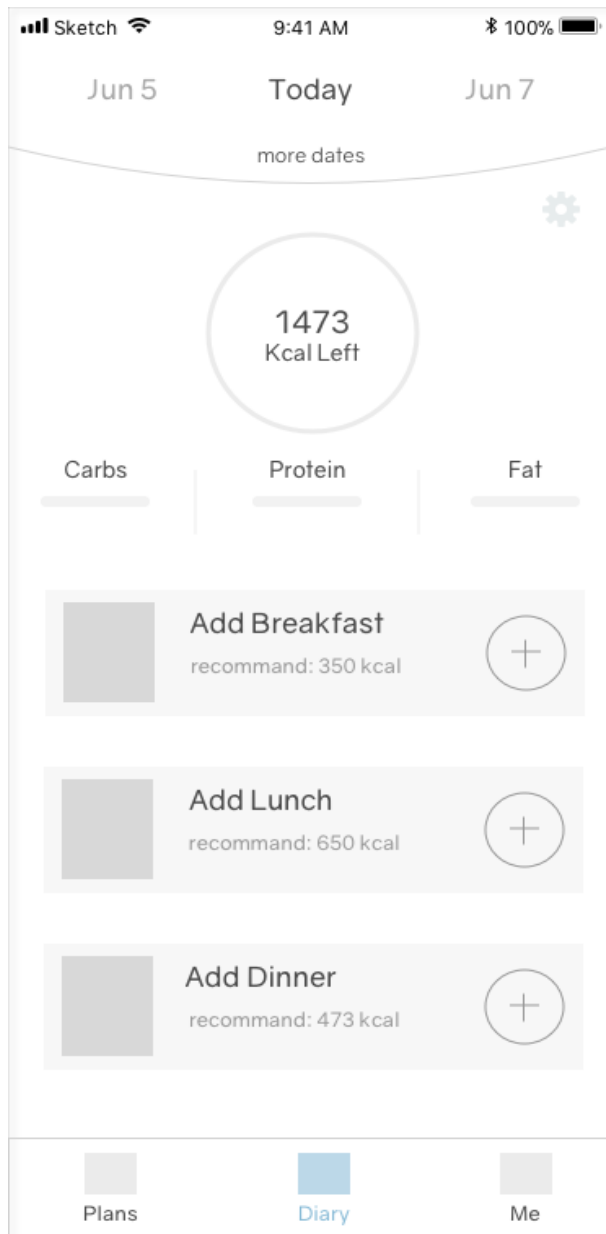 Sketch 9:41 AM 100%
Jun 5 Today Jun 7
more dates
1473
Kcal Left
Carbs Protein Fat
Add Breakfast
recommand: 350 kcal
Add Lunch
recommand: 650 kcal
Add Dinner
recommand: 473 kcal
Plans Diary Me